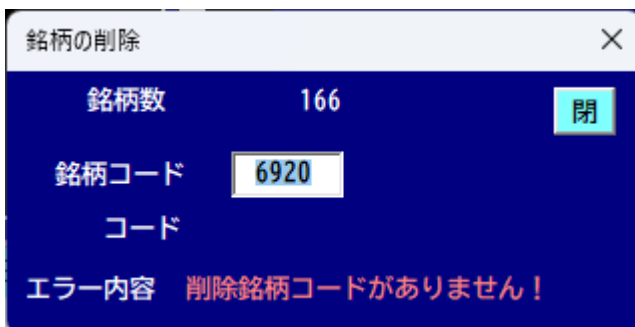 銘柄の削除
銘柄数 166
閉
銘柄コード 6920
コード
エラー内容 削除銘柄コードがありません！